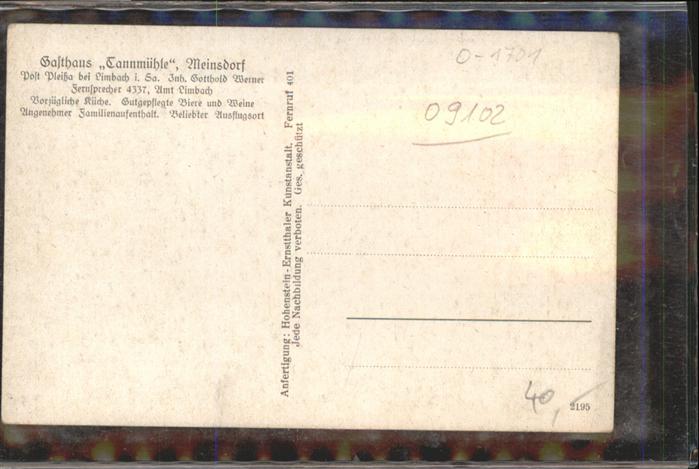 Gasthaus „Tannmühle“, Meinsdorf
Post Pleißa bei Limbach i. Sa. Inh. Gotthold Werner
Fernsprecher 4337, Amt Limbach
Vorzügliche Küche. Gutgepflegte Biere und Weine
Angenehmer Familienaufenthalt. Beliebter Ausflugsort
Anfertigung: Hohenstein-Ernstthaler Kunstanstalt. Fernruf 401
Jede Nachbildung verboten. Ges. geschützt
O-1701
09102
40,-
2195